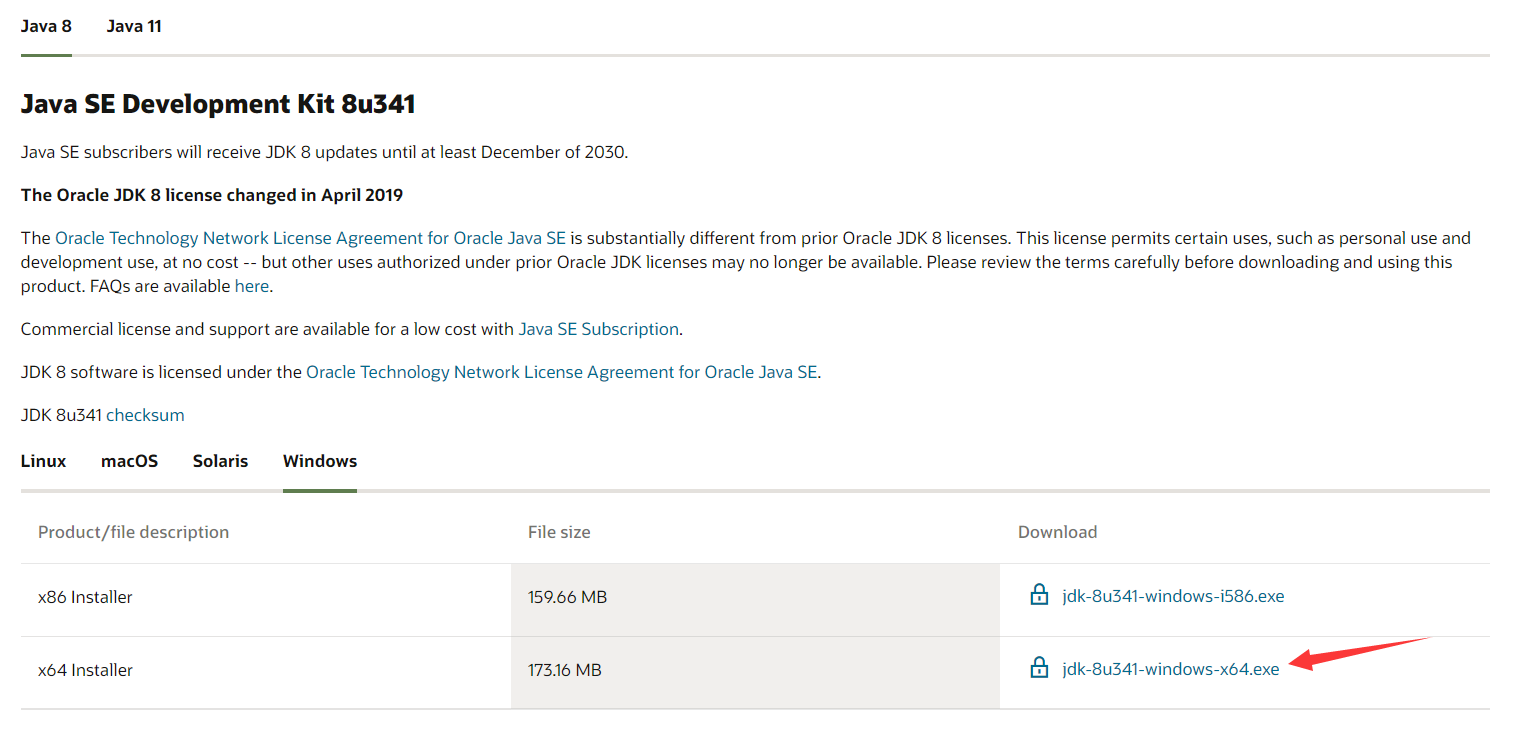 Java 8 Java 11
Java SE Development Kit 8u341
Java SE subscribers will receive JDK 8 updates until at least December of 2030.
The Oracle JDK 8 license changed in April 2019
The Oracle Technology Network License Agreement for Oracle Java SE is substantially different from prior Oracle JDK 8 licenses. This license permits certain uses, such as personal use and
development use, at no cost -- but other uses authorized under prior Oracle JDK licenses may no longer be available. Please review the terms carefully before downloading and using this
product. FAQs are available here.
Commercial license and support are available for a low cost with Java SE Subscription.
JDK 8 software is licensed under the Oracle Technology Network License Agreement for Oracle Java SE.
JDK 8u341 checksum
Linux macOS Solaris Windows
Product/file description File size Download
x86 Installer 159.66 MB jdk-8u341-windows-i586.exe
x64 Installer 173.16 MB jdk-8u341-windows-x64.exe